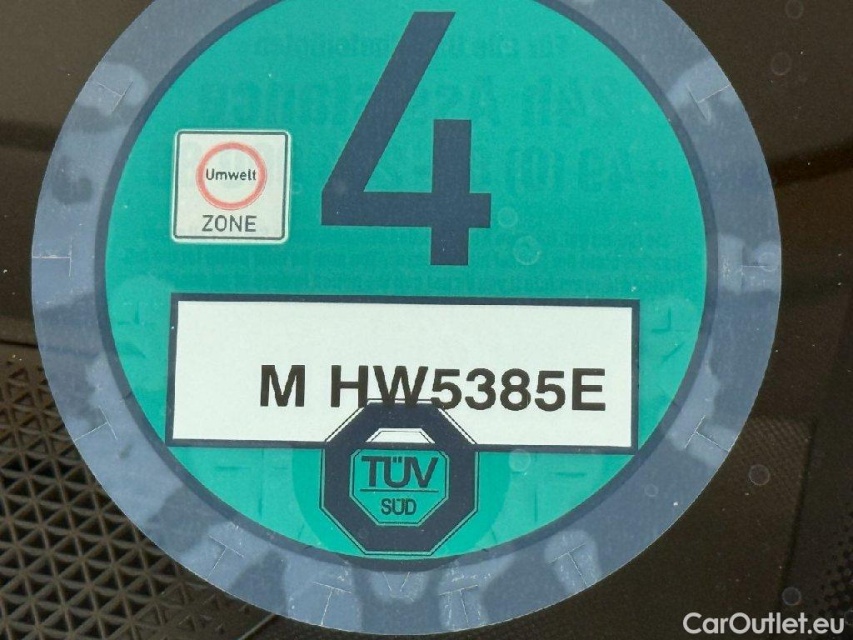 4
Umwelt
ZONE
M HW5385E
TÜV
SÜD
CarOutlet.eu